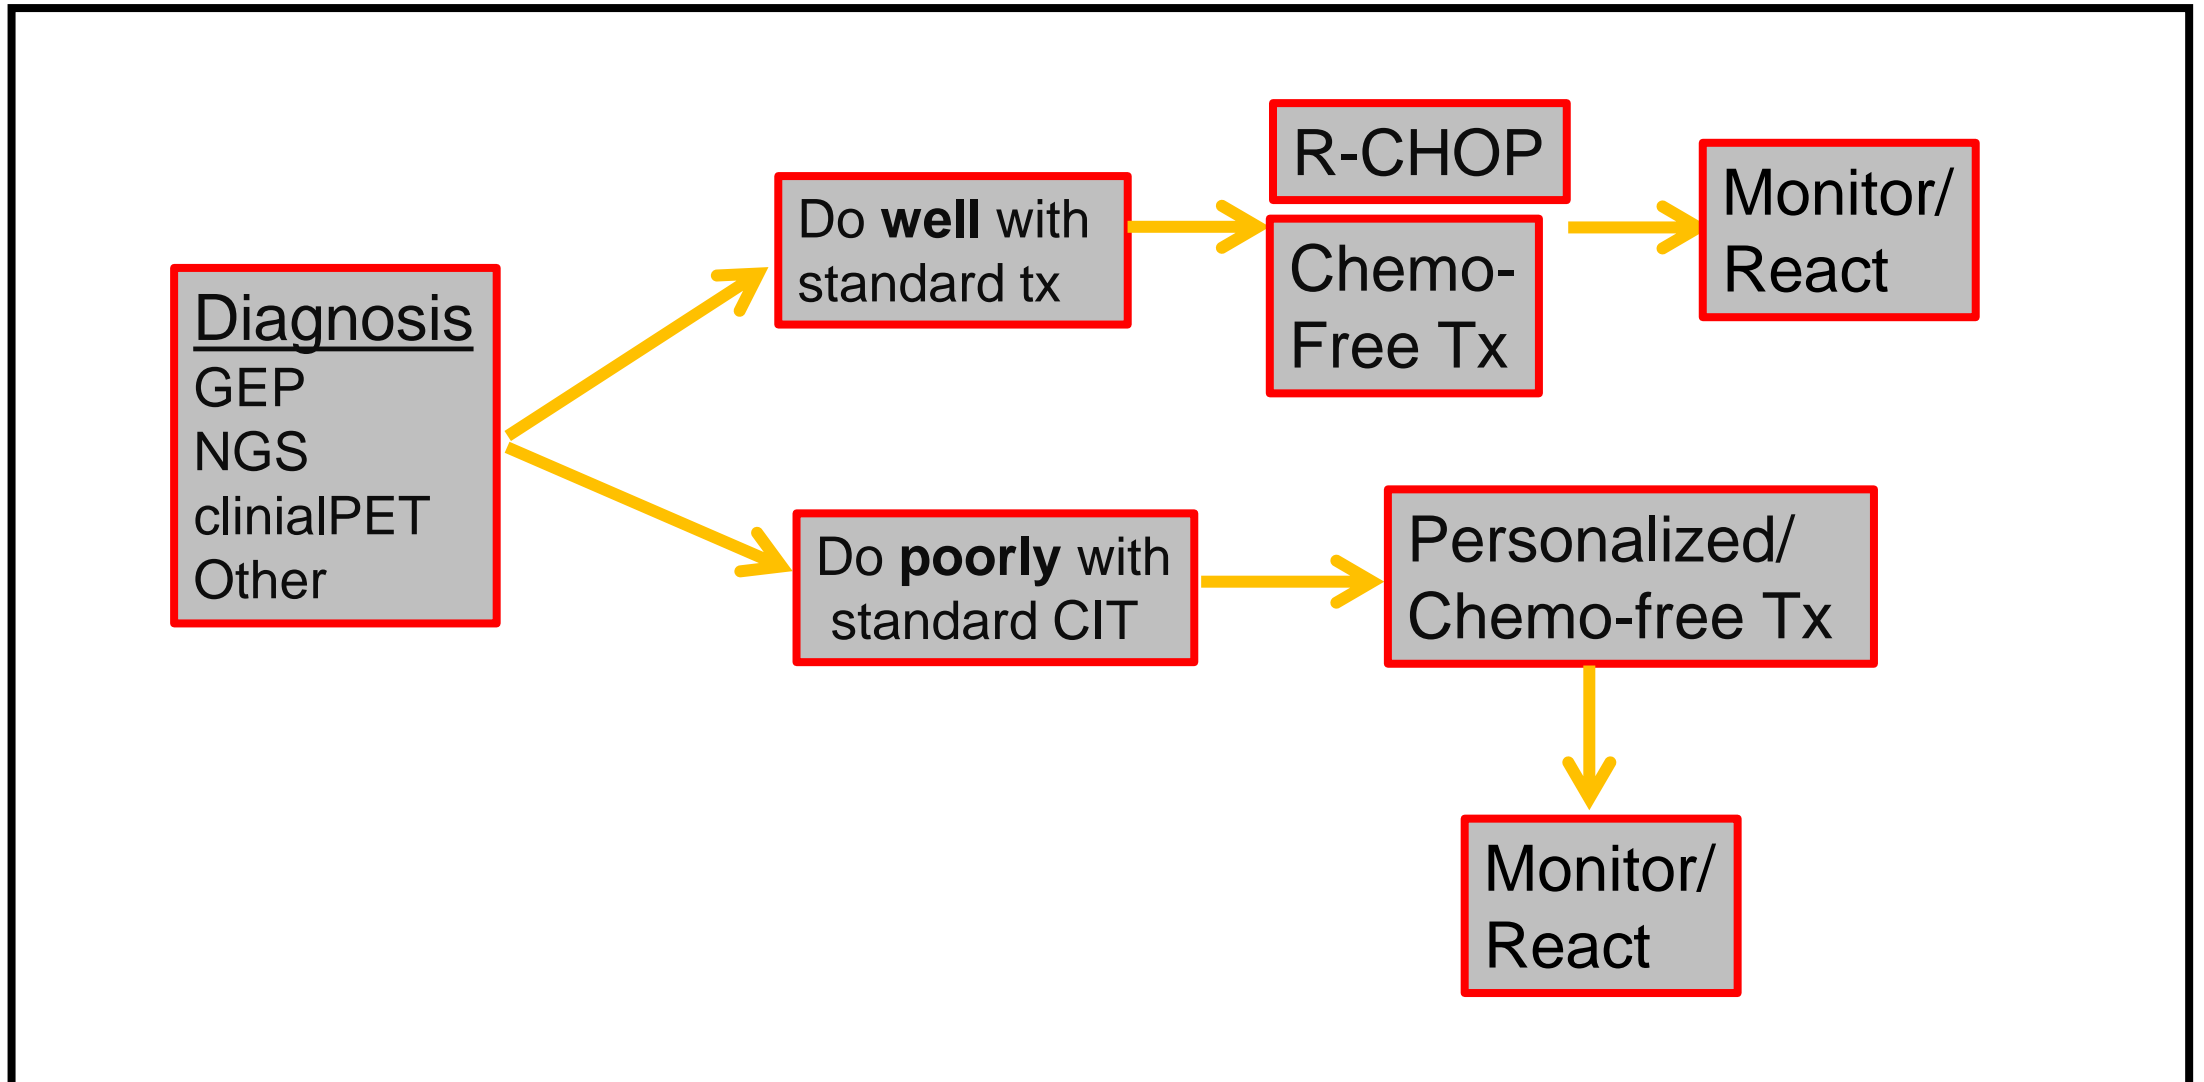 Diagnosis
GEP
NGS
clinialPET
Other
Do well with
standard tx
R-CHOP
Chemo-
Free Tx
Monitor/
React
Do poorly with
standard CIT
Personalized/
Chemo-free Tx
Monitor/
React